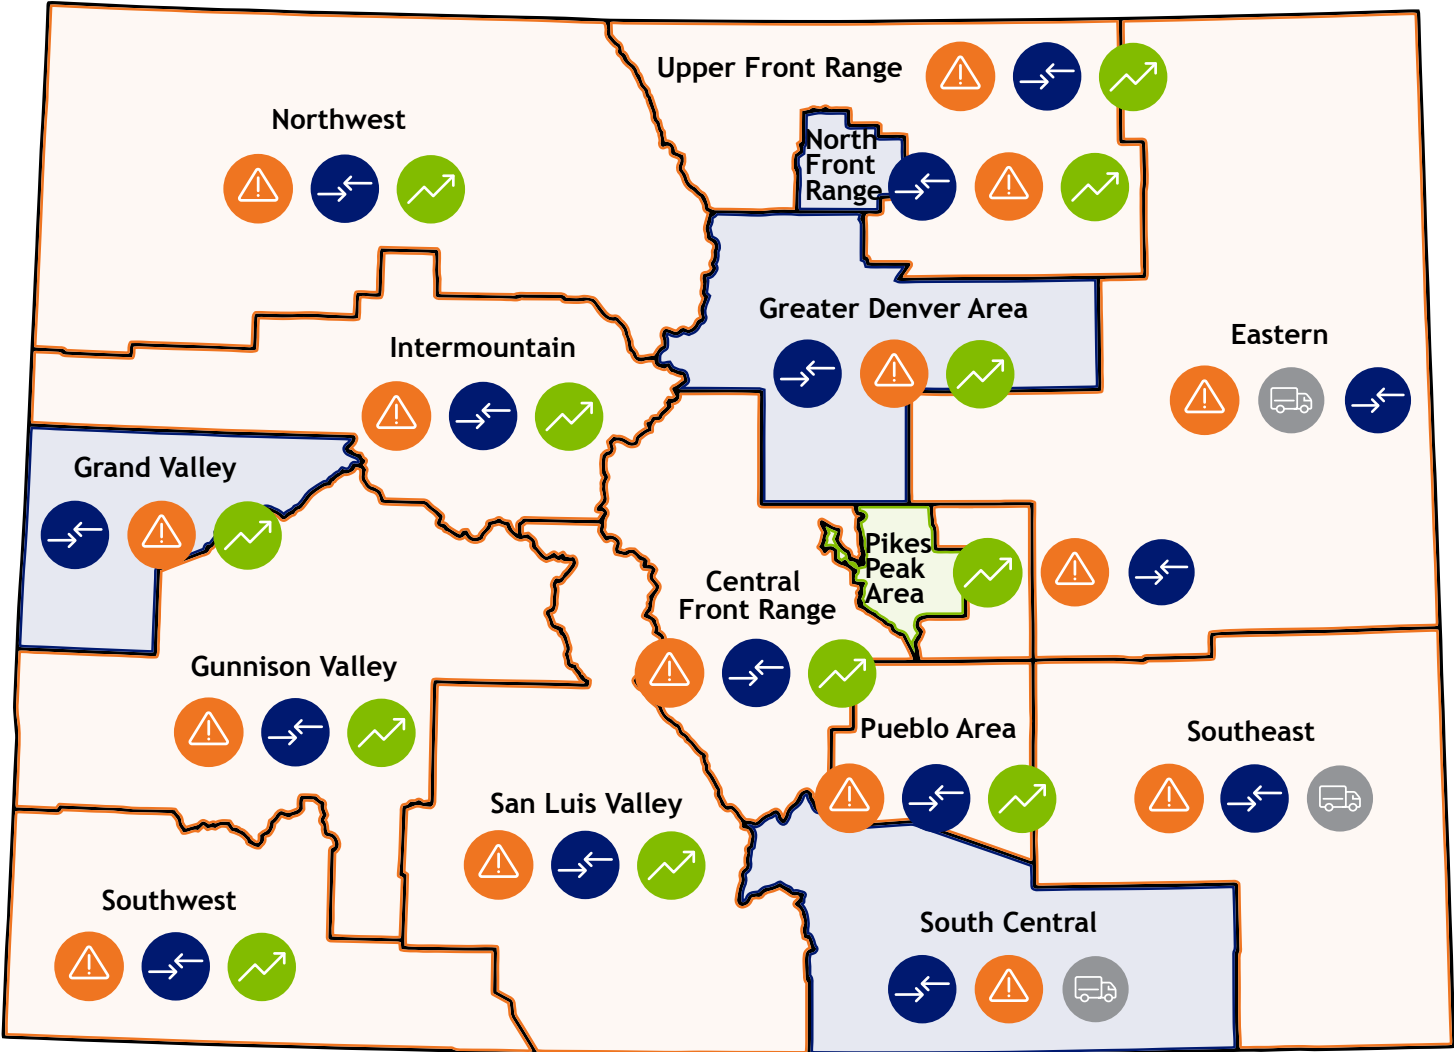 Upper Front Range
Northwest
North
Front
Range
Greater Denver Area
Eastern
Intermountain
Grand Valley
Pikes
Peak
Area
Central
Front Range
Gunnison Valley
Pueblo Area
Southeast
San Luis Valley
Southwest
South Central